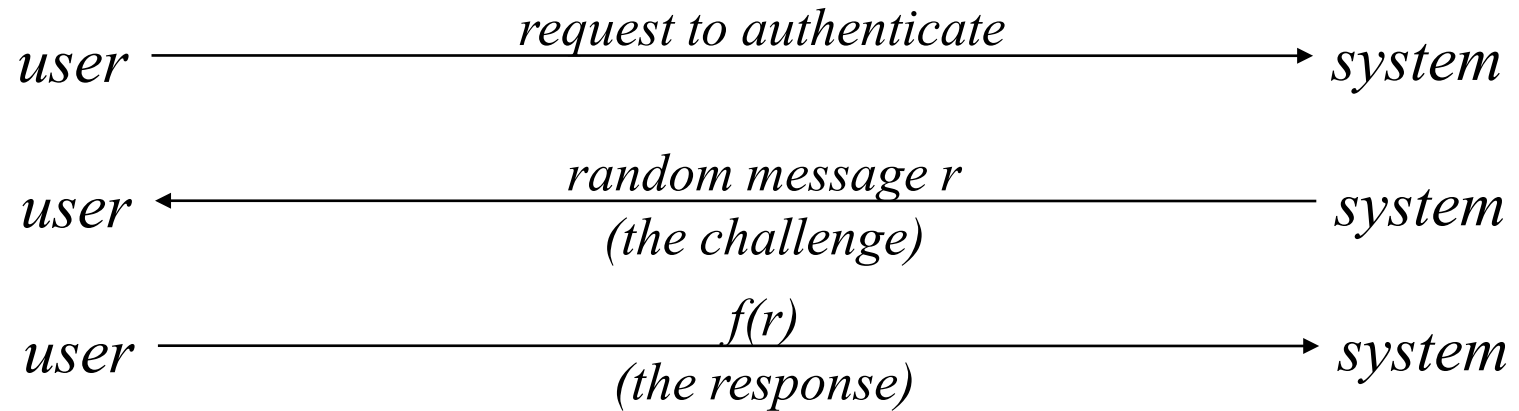 request to authenticate
user system
random message r
user system
(the challenge)
f(r)
user system
(the response)